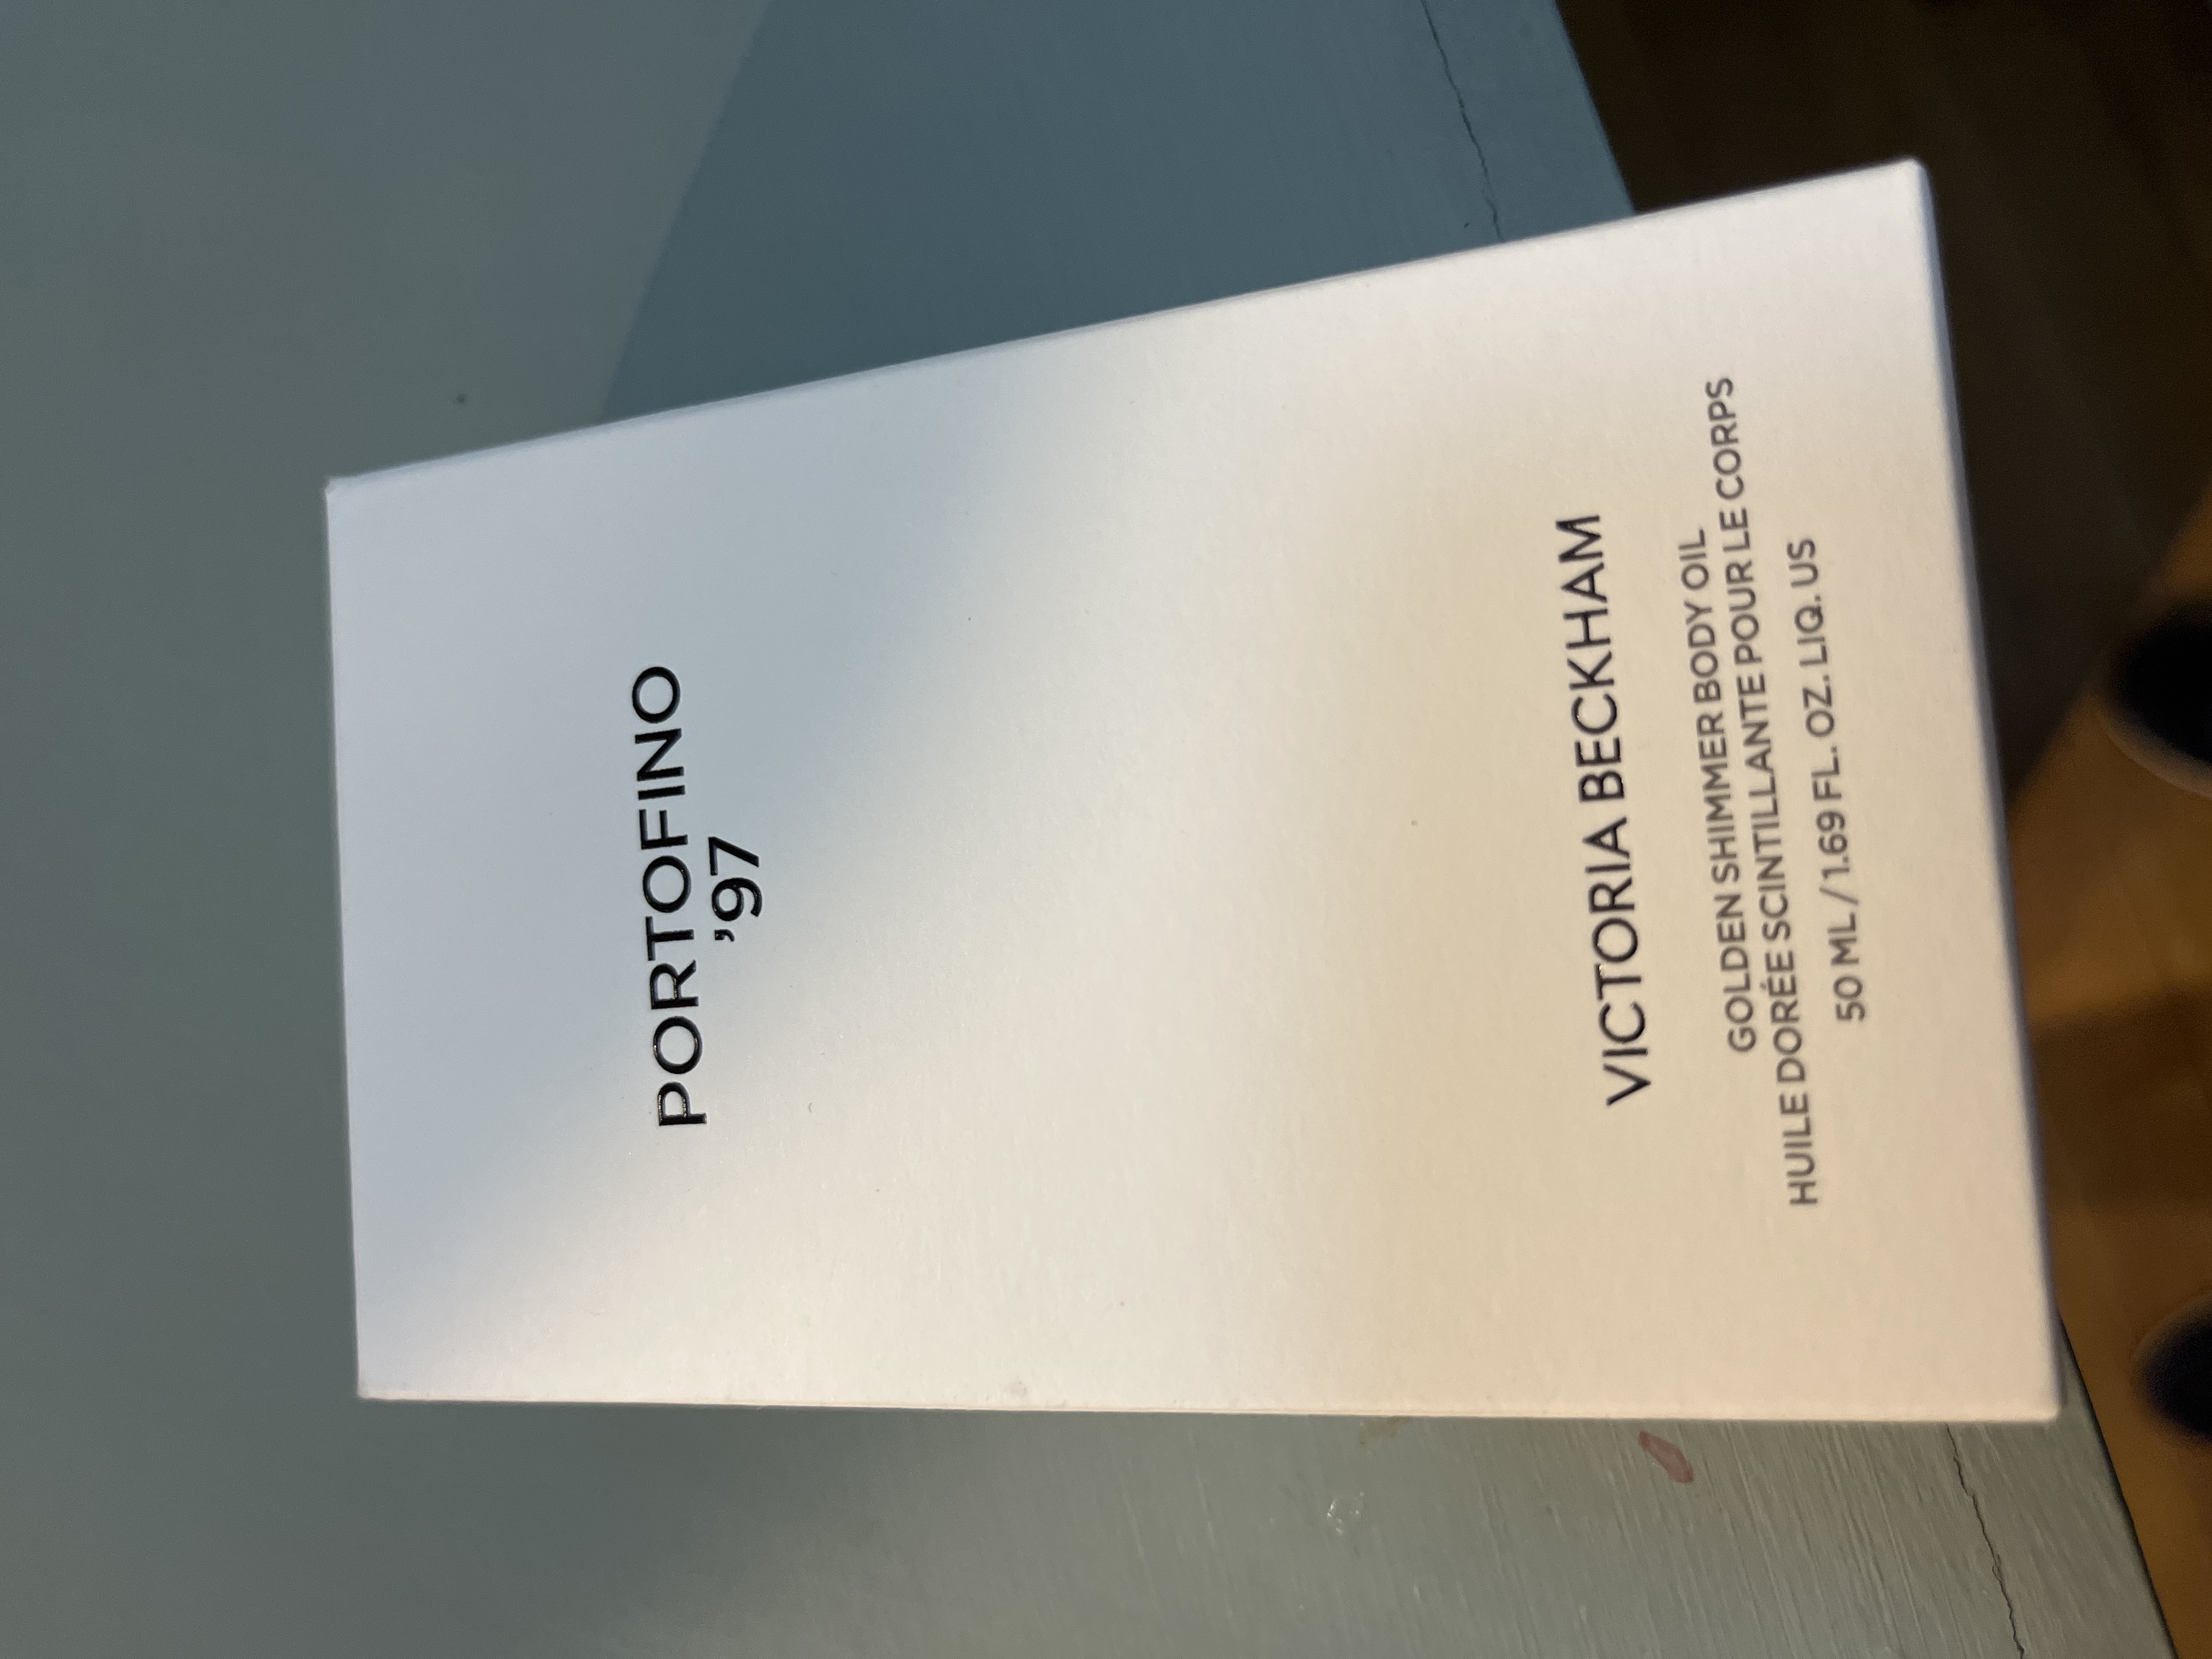 PORTOFINO
’97
VICTORIA BECKHAM
GOLDEN SHIMMER BODY OIL
HUILE DORÉE SCINTILLANTE POUR LE CORPS
50 ML / 1.69 FL. OZ. LIQ. US